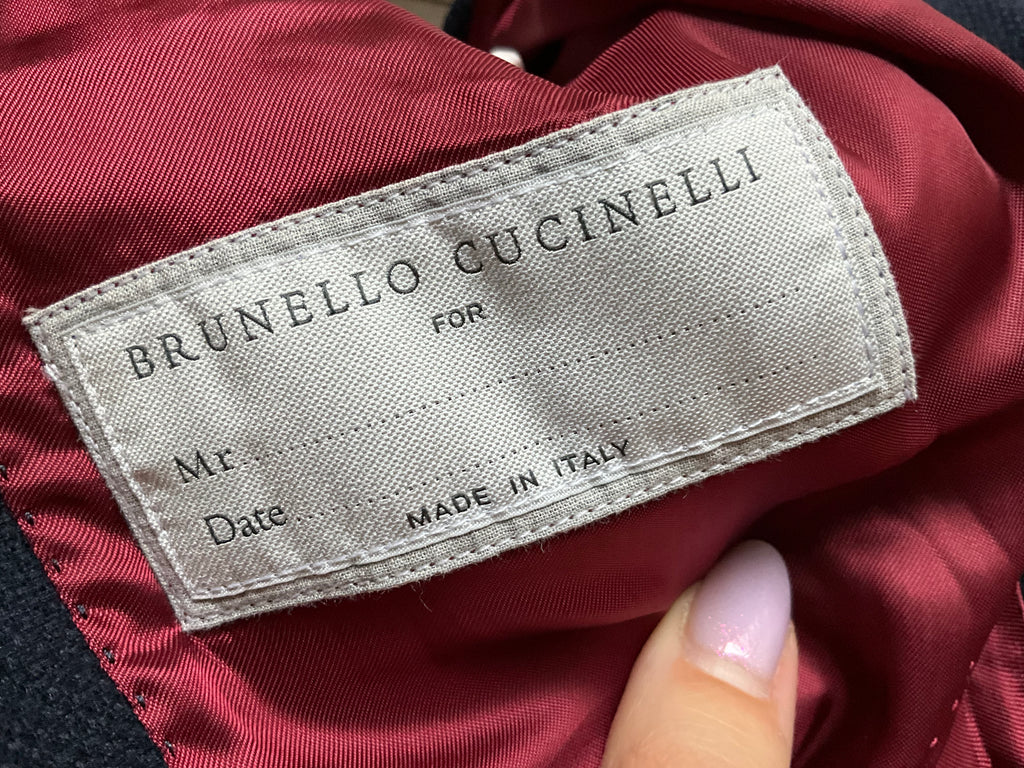 BRUNELLO CUCINELLI
FOR
Mr
Date
MADE IN ITALY